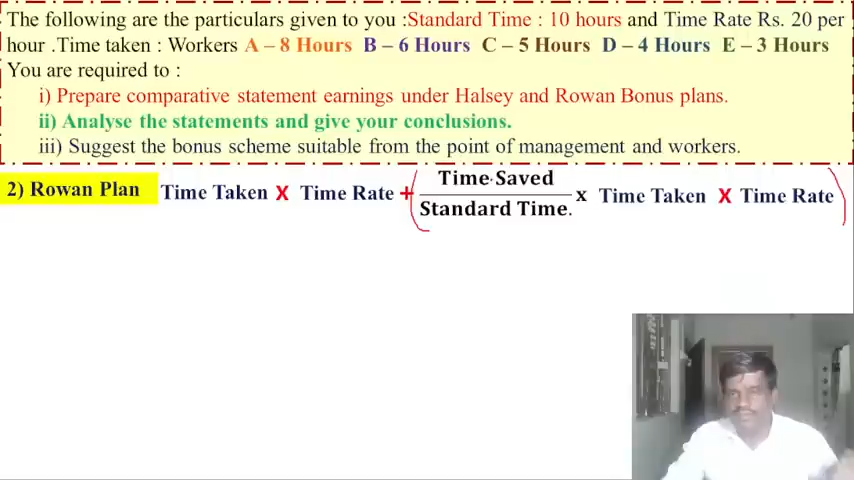 The following are the particulars given to you :Standard Time : 10 hours and Time Rate Rs. 20 per
hour .Time taken : Workers A – 8 Hours B – 6 Hours C – 5 Hours D – 4 Hours E – 3 Hours
You are required to :
i) Prepare comparative statement earnings under Halsey and Rowan Bonus plans.
ii) Analyse the statements and give your conclusions.
iii) Suggest the bonus scheme suitable from the point of management and workers.
2) Rowan Plan Time Taken X Time Rate + ( Time Saved / Standard Time. x Time Taken X Time Rate )